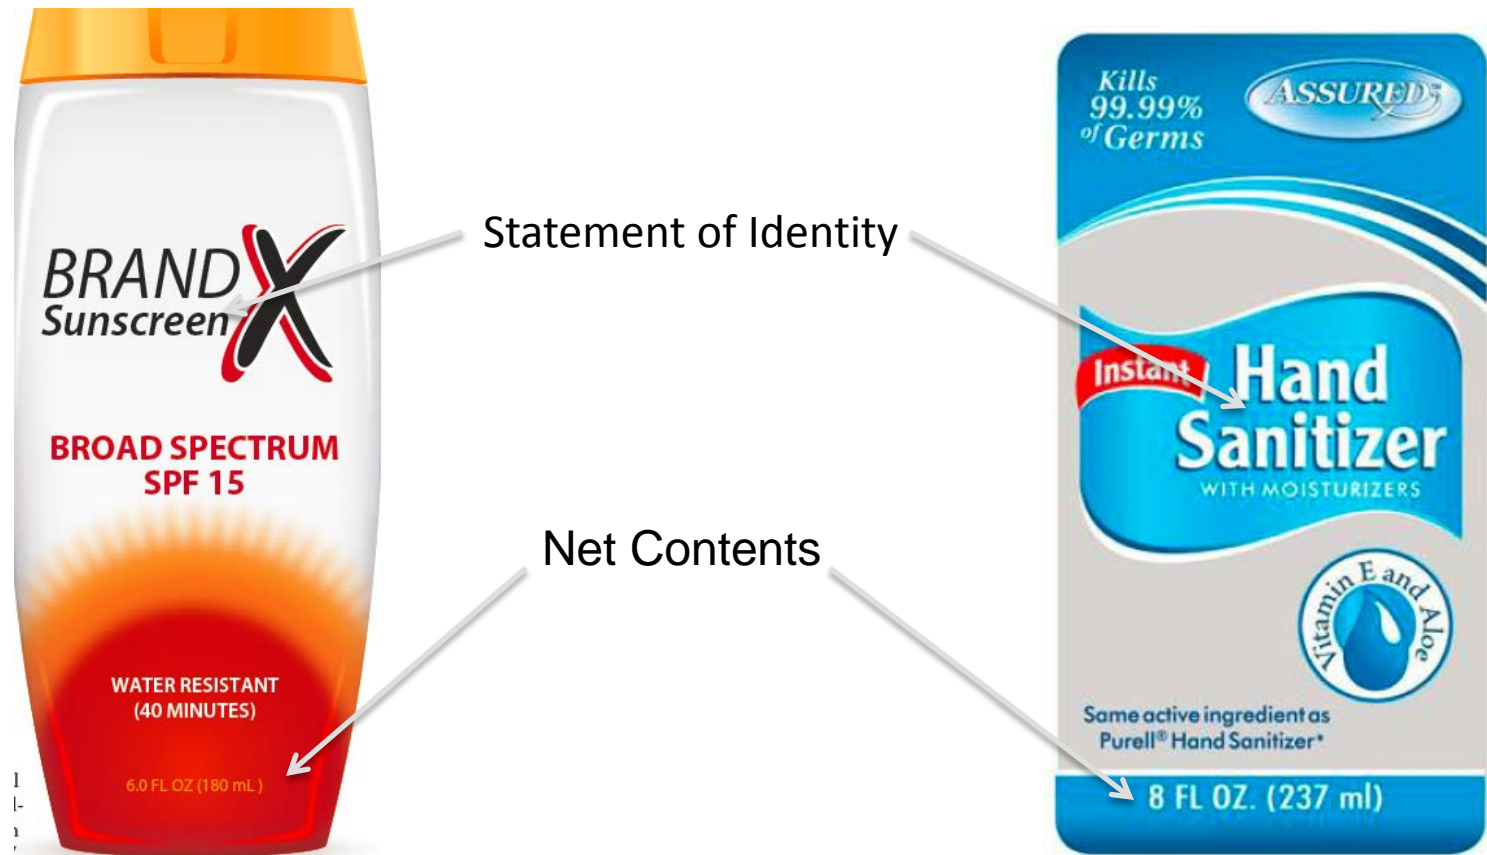 BRAND X
Sunscreen
BROAD SPECTRUM
SPF 15
WATER RESISTANT
(40 MINUTES)
6.0 FL OZ (180 mL )
Statement of Identity
Net Contents
Kills
99.99%
of Germs
ASSURED
Instant
Hand
Sanitizer
WITH MOISTURIZERS
Vitamin E and Aloe
Same active ingredient as
Purell® Hand Sanitizer*
8 FL OZ. (237 ml)